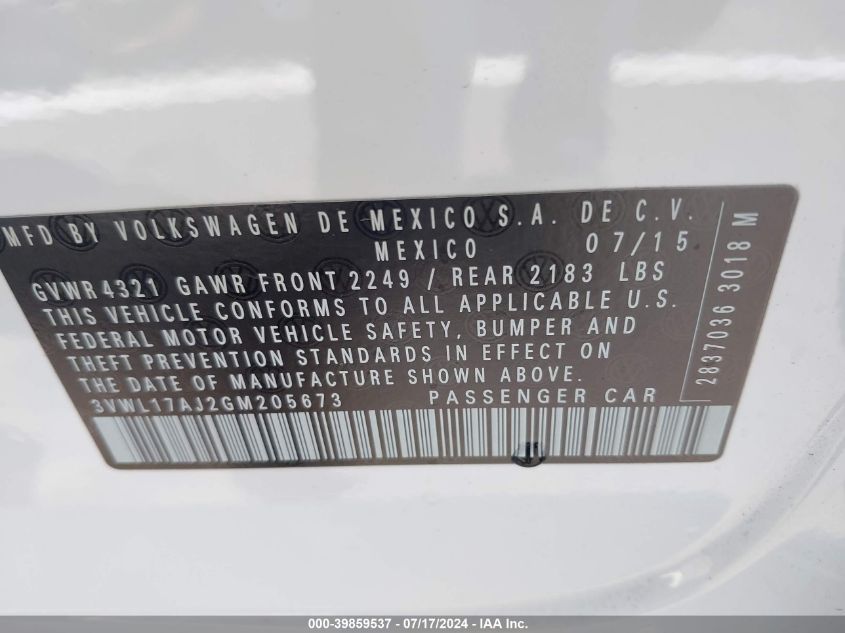 MFD BY VOLKSWAGEN DE MEXICO S.A. DE C.V.
MEXICO 07/15
GVWR 4321 GAWR FRONT 2249 / REAR 2183 LBS
THIS VEHICLE CONFORMS TO ALL APPLICABLE U.S.
FEDERAL MOTOR VEHICLE SAFETY, BUMPER AND
THEFT PREVENTION STANDARDS IN EFFECT ON
THE DATE OF MANUFACTURE SHOWN ABOVE.
3VWL17AJ2GM205673 PASSENGER CAR
2837036 3018 M
000-39859537 - 07/17/2024 - IAA Inc.